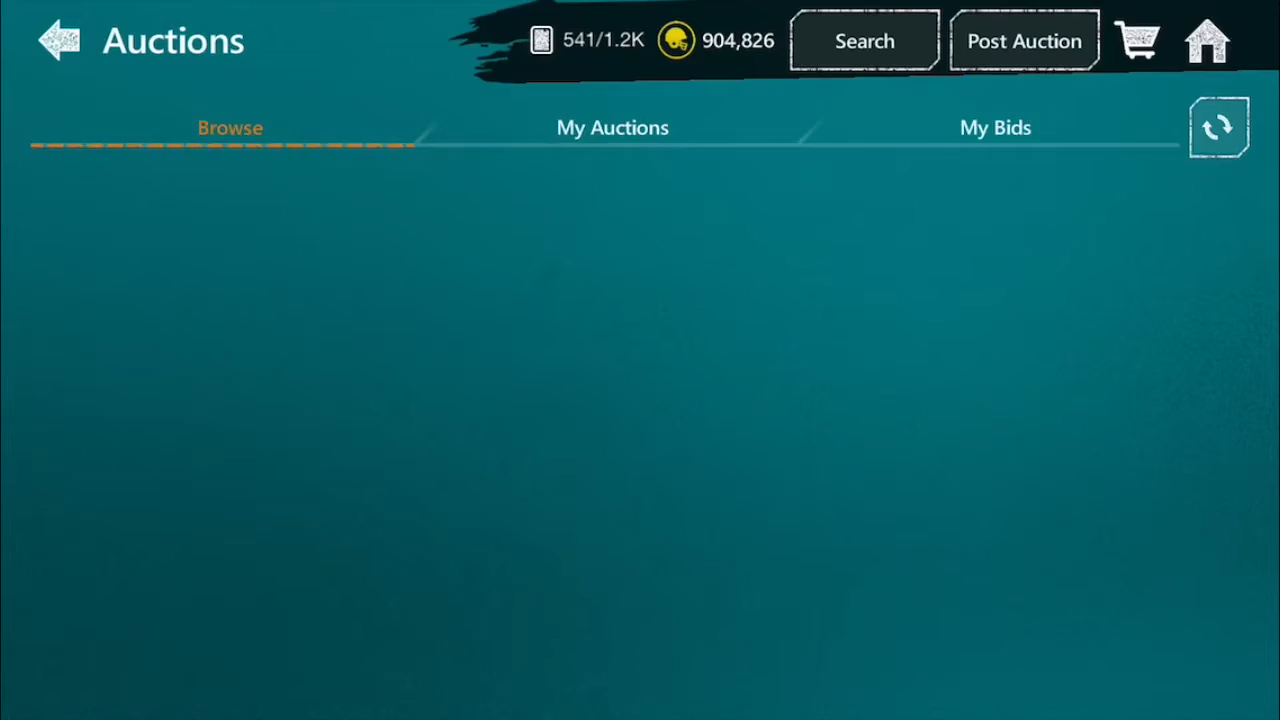 Auctions
541/1.2K
904,826
Search
Post Auction
Browse
My Auctions
My Bids